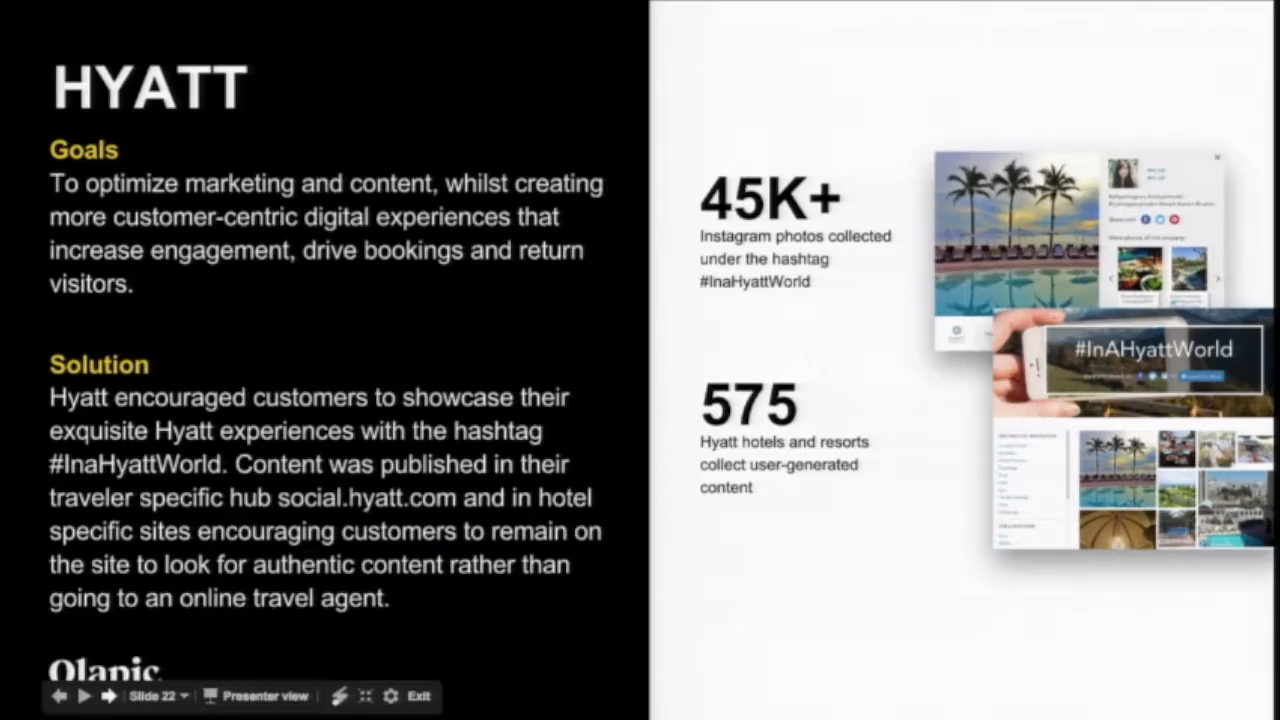 HYATT
Goals
To optimize marketing and content, whilst creating
more customer-centric digital experiences that
increase engagement, drive bookings and return
visitors.
Solution
Hyatt encouraged customers to showcase their
exquisite Hyatt experiences with the hashtag
#InaHyattWorld. Content was published in their
traveler specific hub social.hyatt.com and in hotel
specific sites encouraging customers to remain on
the site to look for authentic content rather than
going to an online travel agent.
Olapic
Slide 22
Presenter view
Exit
45K+
Instagram photos collected
under the hashtag
#InaHyattWorld
575
Hyatt hotels and resorts
collect user-generated
content
#InAHyattWorld